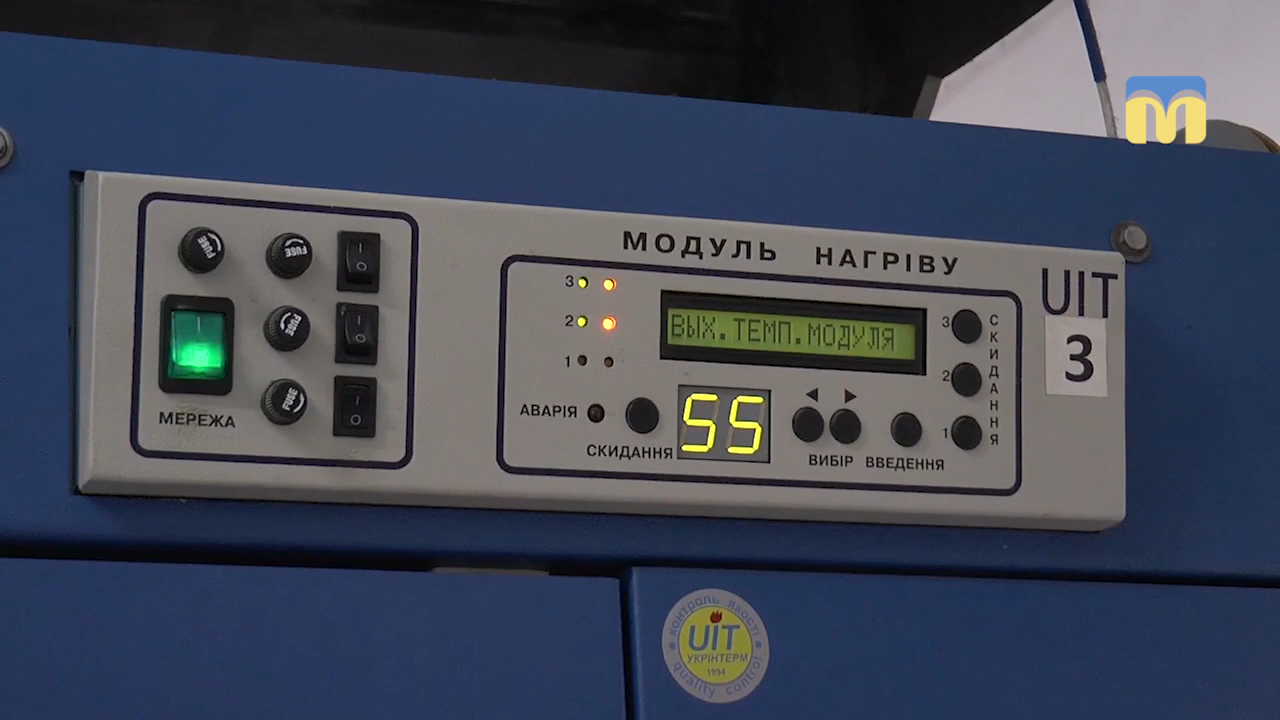 МОДУЛЬ НАГРІВУ
UIT
3
FUSE
FUSE
FUSE
FUSE
МЕРЕЖА
3
2
1
ВЫХ.ТЕМП.МОДУЛЯ
АВАРІЯ
СКИДАННЯ
55
ВИБІР
ВВЕДЕННЯ
3
2
1
СКИДАННЯ
контроль якості
UIT
УКРІНТЕРМ
1994
quality control